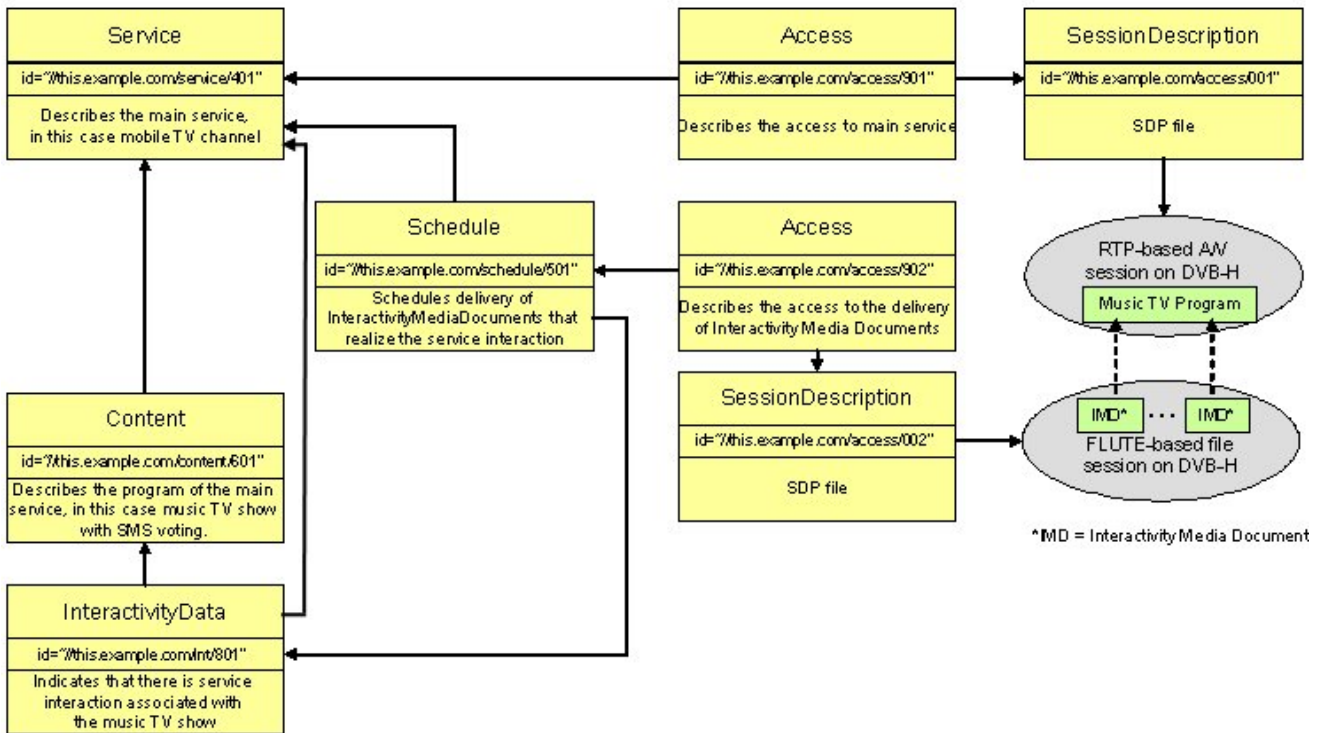 Service
id="//this.example.com/service/401"
Describes the main service,
in this case mobile TV channel
Access
id="//this.example.com/access/901"
Describes the access to main service
SessionDescription
id="//this.example.com/access/001"
SDP file
Schedule
id="//this.example.com/schedule/501"
Schedules delivery of
InteractivityMediaDocuments that
realize the service interaction
Access
id="//this.example.com/access/902"
Describes the access to the delivery
of Interactivity Media Documents
RTP-based A/V
session on DVB-H
Music TV Program
SessionDescription
id="//this.example.com/access/002"
SDP file
IMD* ... IMD*
FLUTE-based file
session on DVB-H
*IMD = Interactivity Media Document
Content
id="//this.example.com/content/601"
Describes the program of the main
service, in this case music TV show
with SMS voting.
InteractivityData
id="//this.example.com/int/801"
Indicates that there is service
interaction associated with
the music TV show